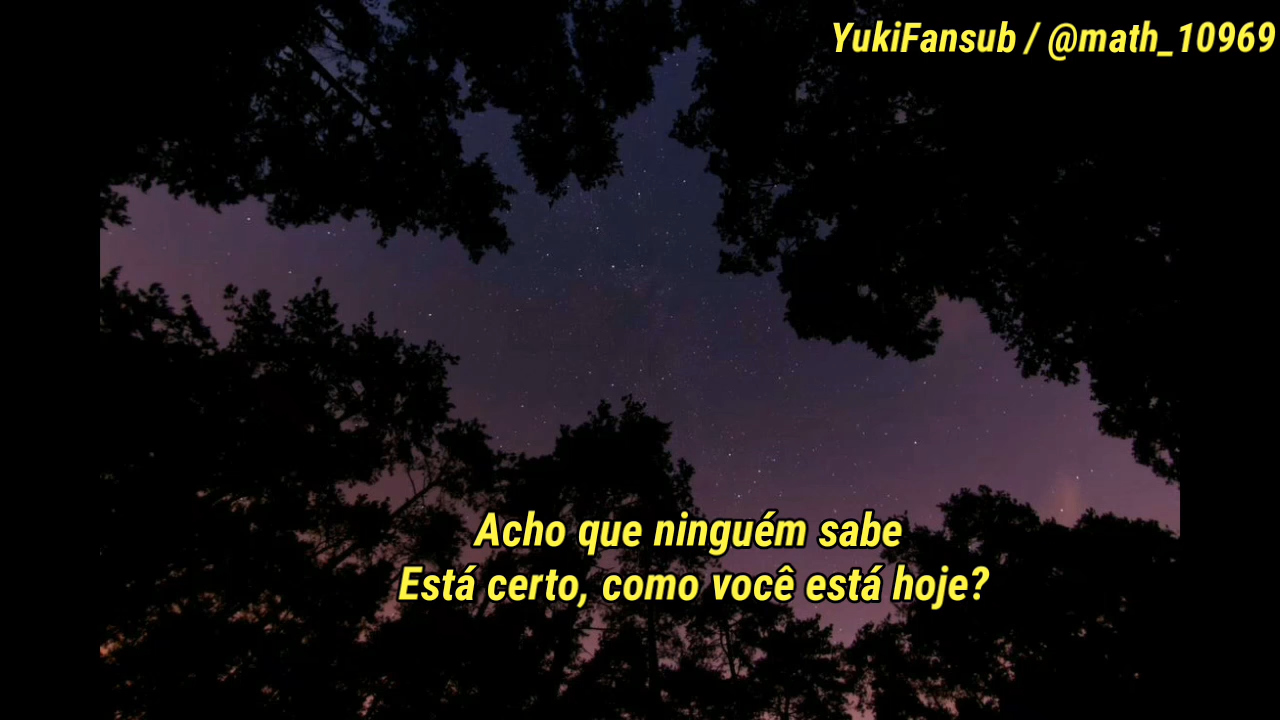 YukiFansub / @math_10969
Acho que ninguém sabe
Está certo, como você está hoje?